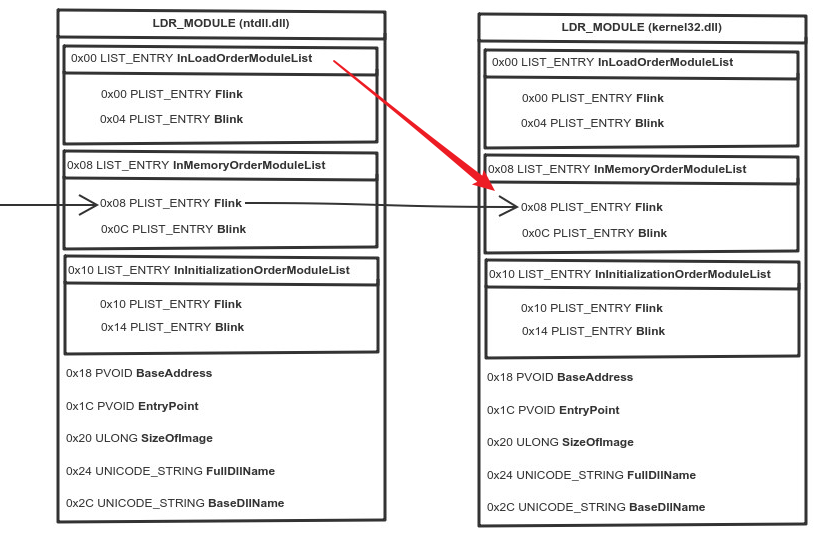 LDR_MODULE (ntdll.dll)
0x00 LIST_ENTRY InLoadOrderModuleList
0x00 PLIST_ENTRY Flink
0x04 PLIST_ENTRY Blink
0x08 LIST_ENTRY InMemoryOrderModuleList
0x08 PLIST_ENTRY Flink
0x0C PLIST_ENTRY Blink
0x10 LIST_ENTRY InInitializationOrderModuleList
0x10 PLIST_ENTRY Flink
0x14 PLIST_ENTRY Blink
0x18 PVOID BaseAddress
0x1C PVOID EntryPoint
0x20 ULONG SizeOfImage
0x24 UNICODE_STRING FullDllName
0x2C UNICODE_STRING BaseDllName
LDR_MODULE (kernel32.dll)
0x00 LIST_ENTRY InLoadOrderModuleList
0x00 PLIST_ENTRY Flink
0x04 PLIST_ENTRY Blink
0x08 LIST_ENTRY InMemoryOrderModuleList
0x08 PLIST_ENTRY Flink
0x0C PLIST_ENTRY Blink
0x10 LIST_ENTRY InInitializationOrderModuleList
0x10 PLIST_ENTRY Flink
0x14 PLIST_ENTRY Blink
0x18 PVOID BaseAddress
0x1C PVOID EntryPoint
0x20 ULONG SizeOfImage
0x24 UNICODE_STRING FullDllName
0x2C UNICODE_STRING BaseDllName